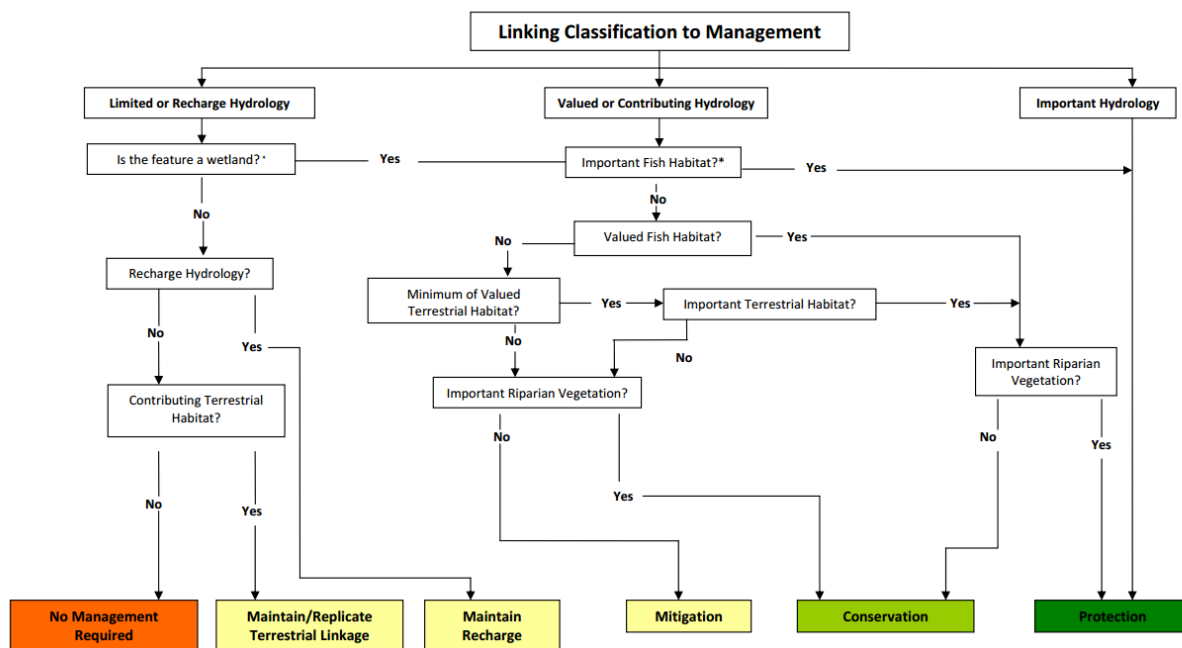 Linking Classification to Management
Limited or Recharge Hydrology
Valued or Contributing Hydrology
Important Hydrology
Is the feature a wetland? +
Yes
Important Fish Habitat?*
Yes
No
No
Valued Fish Habitat?
Yes
No
Recharge Hydrology?
Minimum of Valued
Terrestrial Habitat?
Yes
Important Terrestrial Habitat?
Yes
No
Yes
No
No
Important Riparian
Vegetation?
Contributing Terrestrial
Habitat?
Important Riparian Vegetation?
No
No
Yes
No
Yes
Yes
No Management
Required
Maintain/Replicate
Terrestrial Linkage
Maintain
Recharge
Mitigation
Conservation
Protection